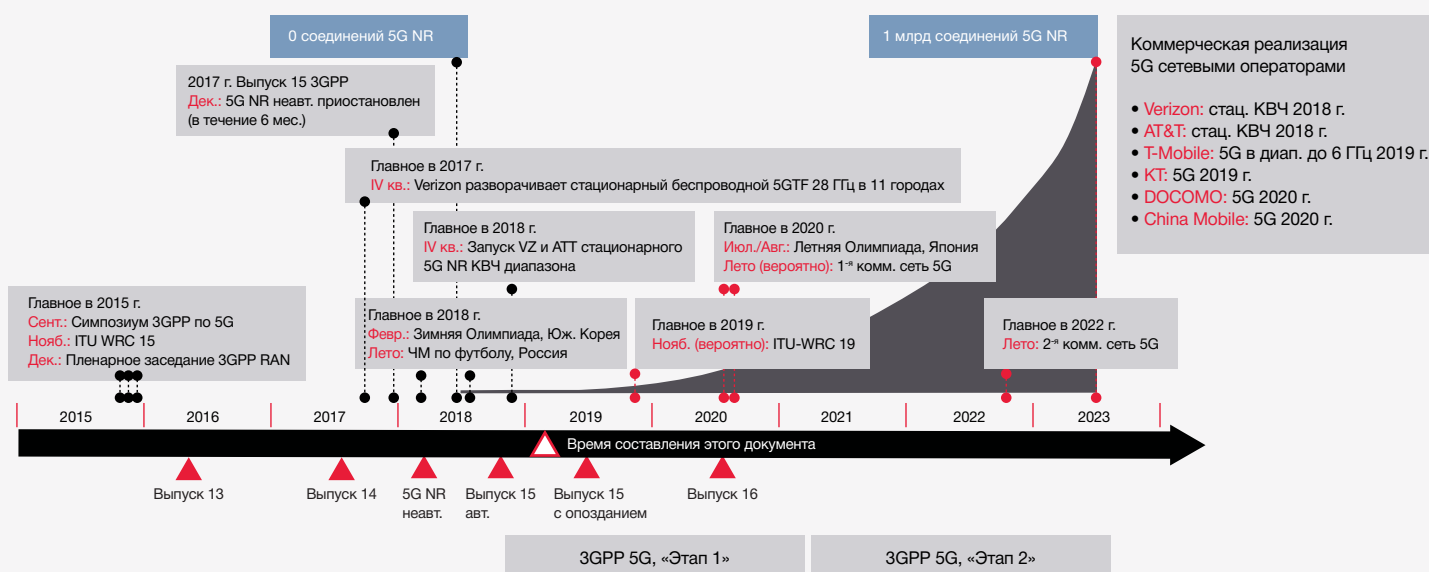 0 соединений 5G NR
1 млрд соединений 5G NR
Коммерческая реализация
5G сетевыми операторами
• Verizon: стац. КВЧ 2018 г.
• AT&T: стац. КВЧ 2018 г.
• T-Mobile: 5G в диап. до 6 ГГц 2019 г.
• KT: 5G 2019 г.
• DOCOMO: 5G 2020 г.
• China Mobile: 5G 2020 г.
2017 г. Выпуск 15 3GPP
Дек.: 5G NR неавт. приостановлен
(в течение 6 мес.)
Главное в 2017 г.
IV кв.: Verizon разворачивает стационарный беспроводной 5GTF 28 ГГц в 11 городах
Главное в 2018 г.
IV кв.: Запуск VZ и ATT стационарного
5G NR КВЧ диапазона
Главное в 2020 г.
Июл./Авг.: Летняя Олимпиада, Япония
Лето (вероятно): 1-я комм. сеть 5G
Главное в 2015 г.
Сент.: Симпозиум 3GPP по 5G
Нояб.: ITU WRC 15
Дек.: Пленарное заседание 3GPP RAN
Главное в 2018 г.
Февр.: Зимняя Олимпиада, Юж. Корея
Лето: ЧМ по футболу, Россия
Главное в 2019 г.
Нояб. (вероятно): ITU-WRC 19
Главное в 2022 г.
Лето: 2-я комм. сеть 5G
2015 2016 2017 2018 2019 2020 2021 2022 2023
Время составления этого документа
Выпуск 13
Выпуск 14
5G NR
неавт.
Выпуск 15
авт.
Выпуск 15
с опозданием
Выпуск 16
3GPP 5G, «Этап 1»
3GPP 5G, «Этап 2»